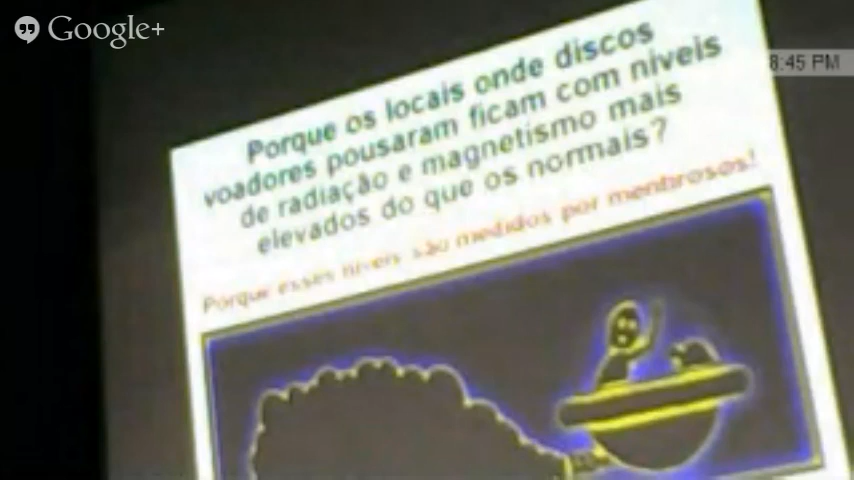 Google+
8:45 PM
Porque os locais onde discos
voadores pousaram ficam com níveis
de radiação e magnetismo mais
elevados do que os normais?
Porque esses níveis são medidos por mentirosos!